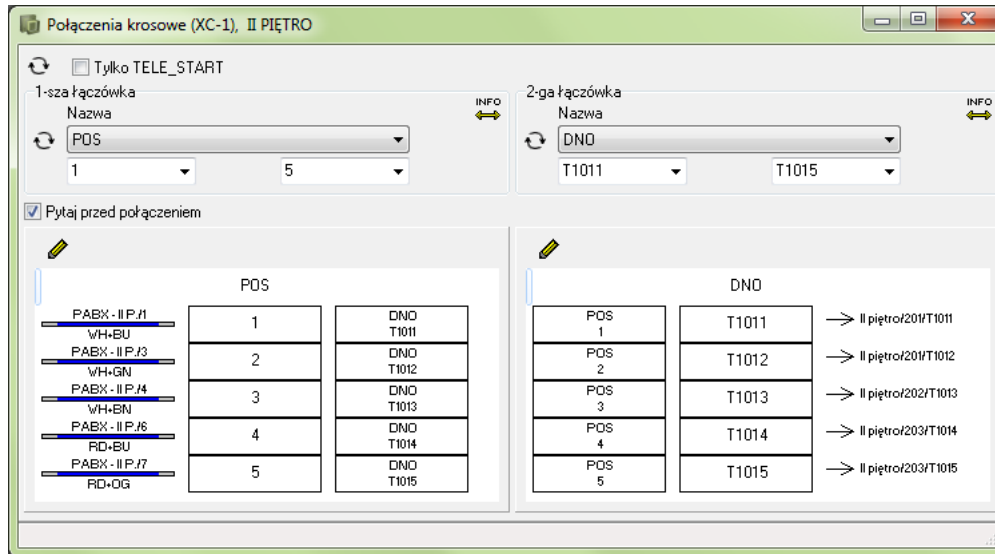 Połączenia krosowe (XC-1), II PIĘTRO
Tylko TELE_START
1-sza łączówka
INFO
Nazwa
POS
1 5
2-ga łączówka
INFO
Nazwa
DNO
T1011 T1015
Pytaj przed połączeniem
POS
PABX - II P./1 1 DNO
WH+BU T1011
PABX - II P./3 2 DNO
WH+GN T1012
PABX - II P./4 3 DNO
WH+BN T1013
PABX - II P./6 4 DNO
RD+BU T1014
PABX - II P./7 5 DNO
RD+OG T1015
DNO
POS T1011 II piętro/201/T1011
1
POS T1012 II piętro/201/T1012
2
POS T1013 II piętro/202/T1013
3
POS T1014 II piętro/203/T1014
4
POS T1015 II piętro/203/T1015
5